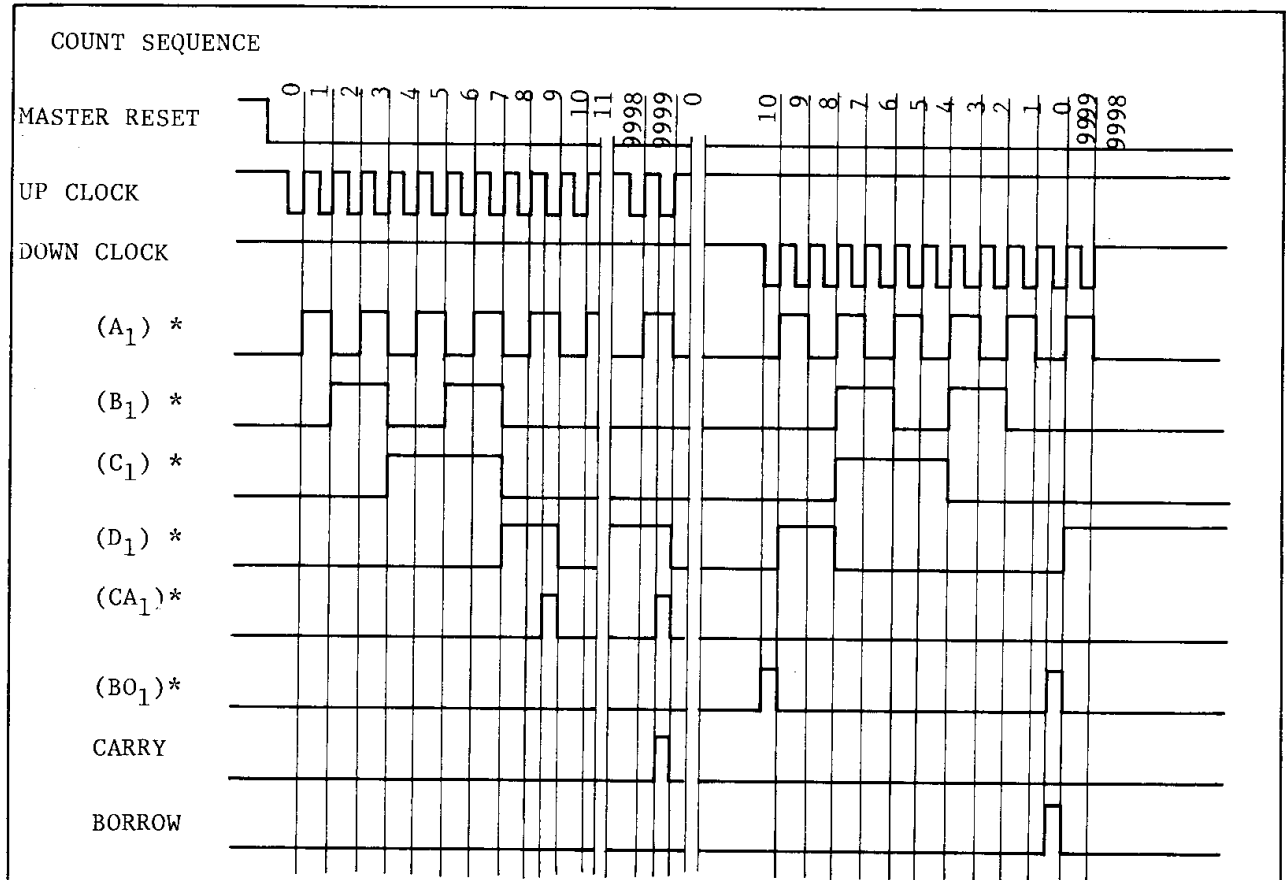 COUNT SEQUENCE
0 1 2 3 4 5 6 7 8 9 10 11 9998 9999 0 10 9 8 7 6 5 4 3 2 1 0 9999 9998
MASTER RESET
UP CLOCK
DOWN CLOCK
(A1) *
(B1) *
(C1) *
(D1) *
(CA1)*
(BO1)*
CARRY
BORROW